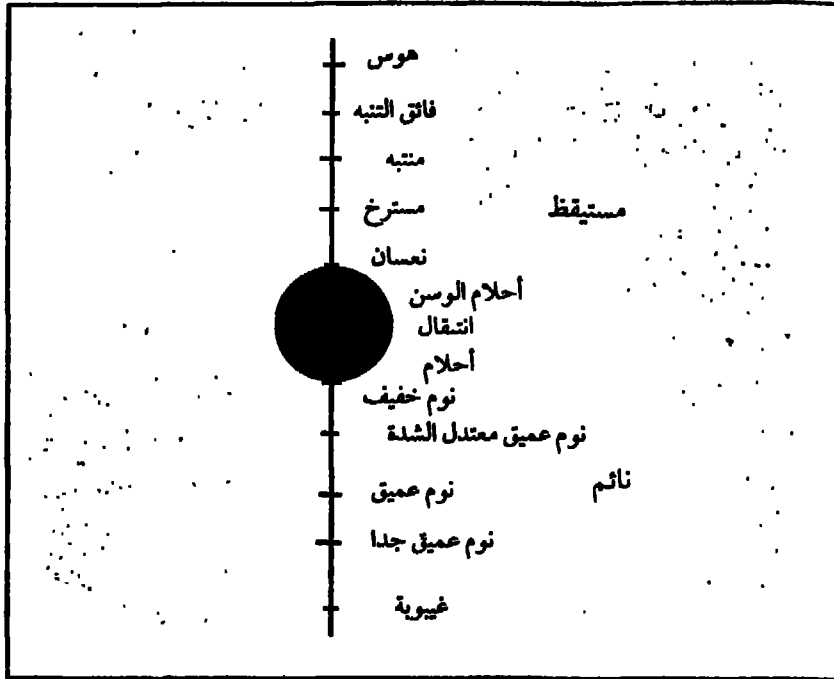 هوس
فائق التنبه
منتبه
مسترخ
مستيقظ
نعسان
أحلام الوسن
انتقال
أحلام
نوم خفيف
نوم عميق معتدل الشدة
نوم عميق
نائم
نوم عميق جدا
غيبوبة